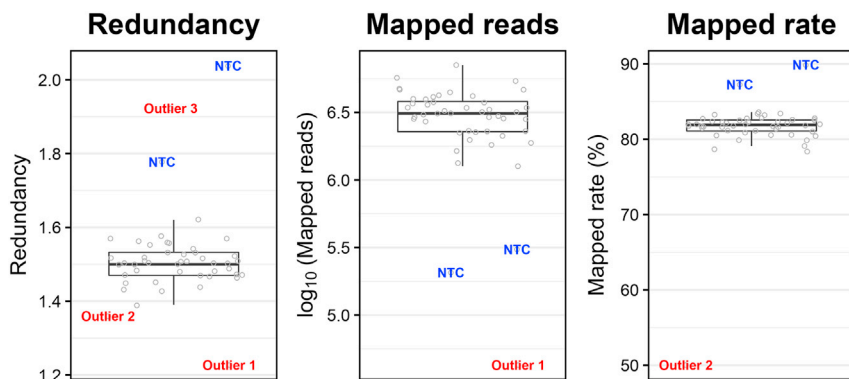 Redundancy
Mapped reads
Mapped rate
Redundancy
2.0
1.8
1.6
1.4
1.2
NTC
Outlier 3
NTC
Outlier 2
Outlier 1
log10 (Mapped reads)
6.5
6.0
5.5
5.0
NTC
NTC
Outlier 1
Mapped rate (%)
90
80
70
60
50
NTC
NTC
Outlier 2